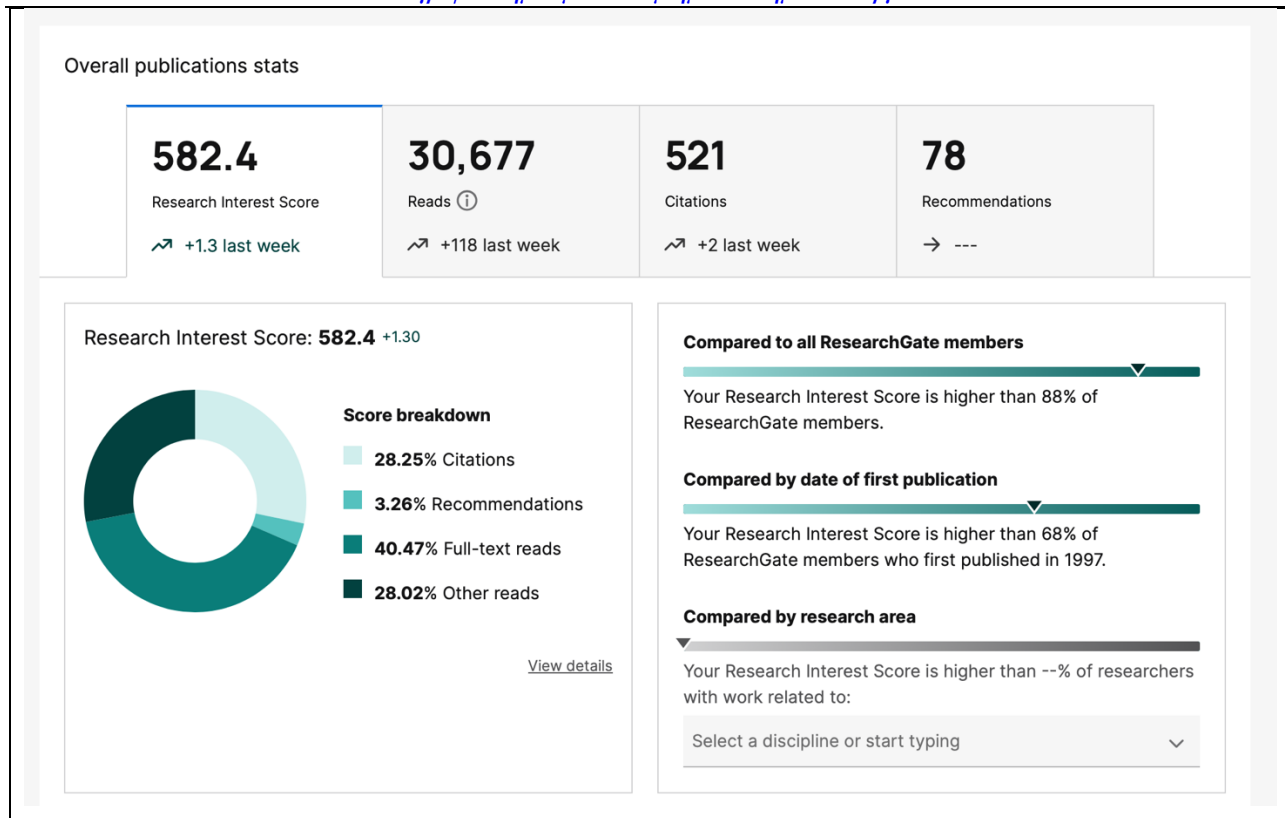 Overall publications stats
582.4
Research Interest Score
+1.3 last week
30,677
Reads
+118 last week
521
Citations
+2 last week
78
Recommendations
---
Research Interest Score: 582.4 +1.30
Score breakdown
28.25% Citations
3.26% Recommendations
40.47% Full-text reads
28.02% Other reads
View details
Compared to all ResearchGate members
Your Research Interest Score is higher than 88% of
ResearchGate members.
Compared by date of first publication
Your Research Interest Score is higher than 68% of
ResearchGate members who first published in 1997.
Compared by research area
Your Research Interest Score is higher than --% of researchers
with work related to:
Select a discipline or start typing